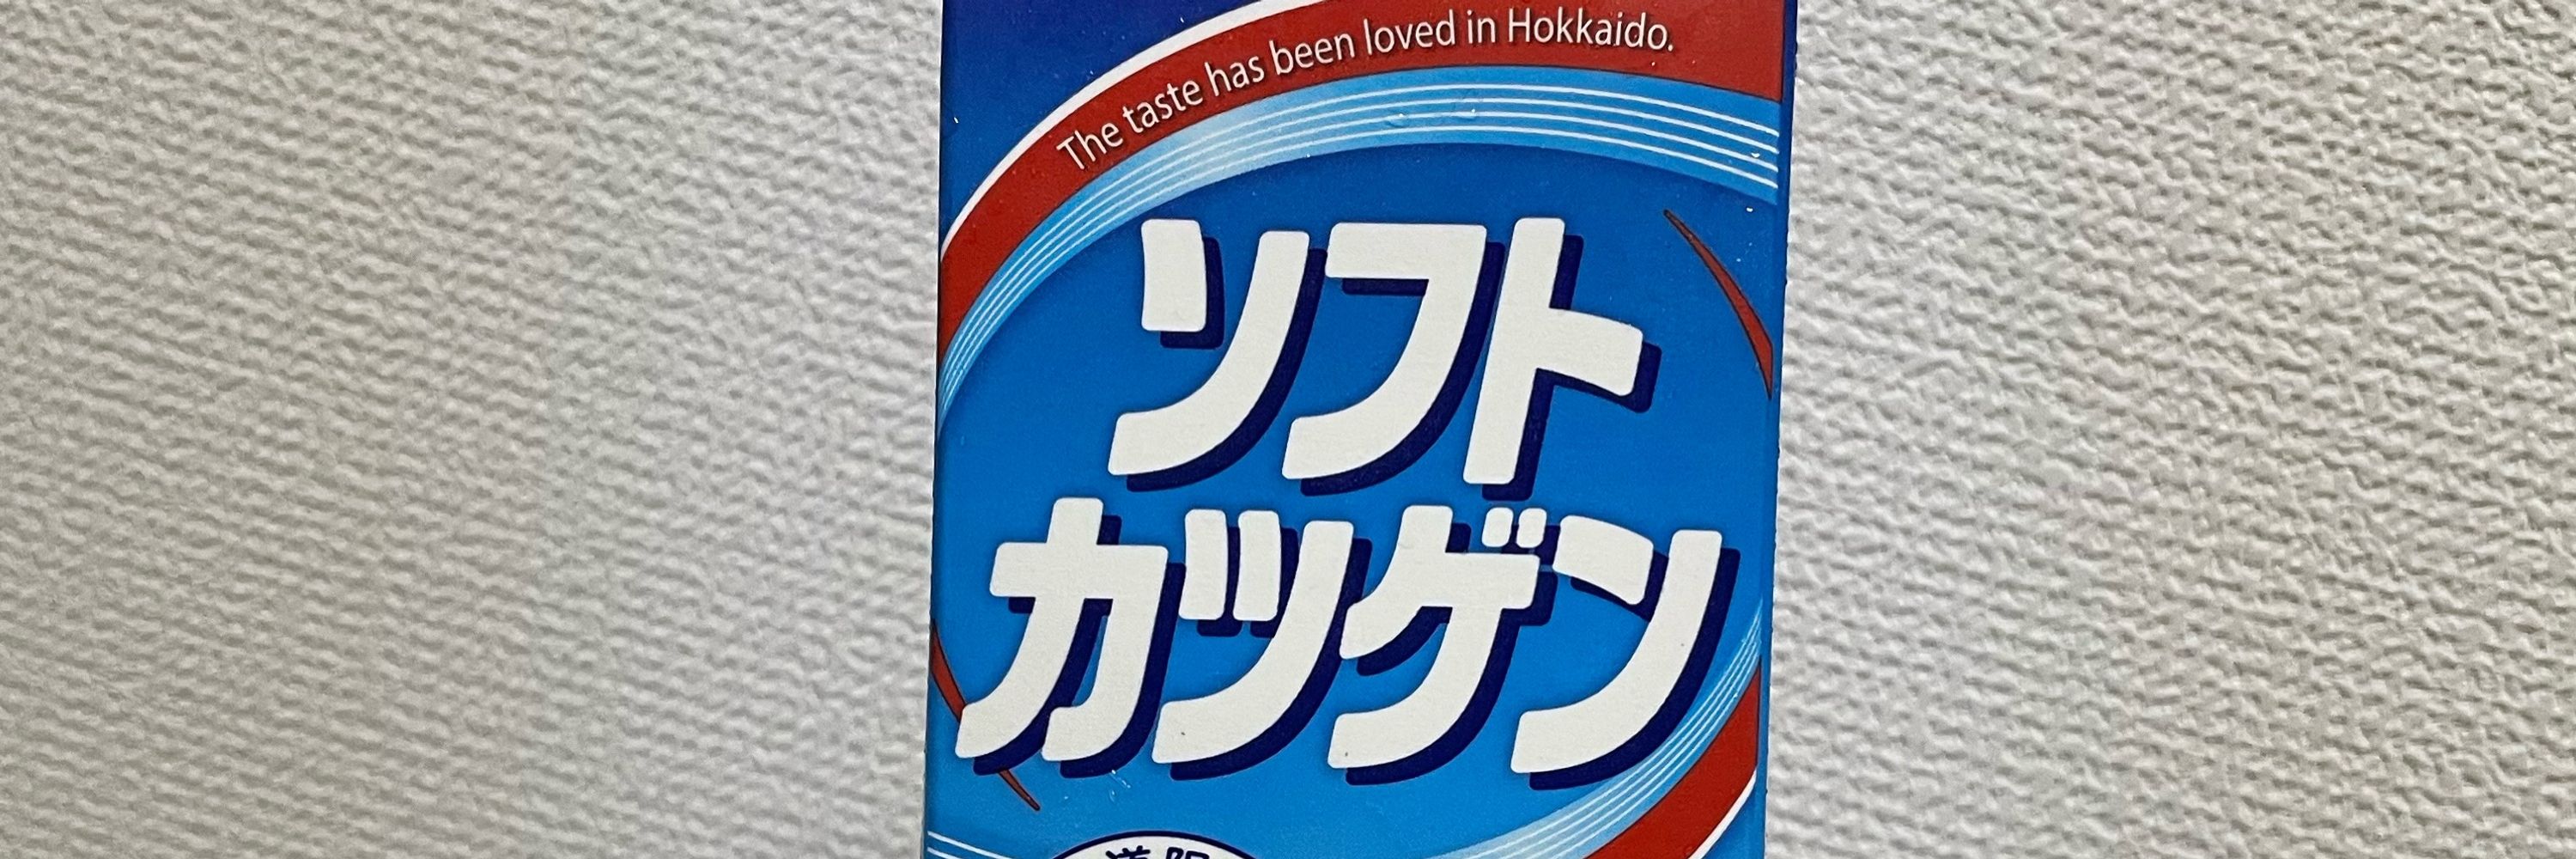 The taste has been loved in Hokkaido.
ソフト
カツゲン